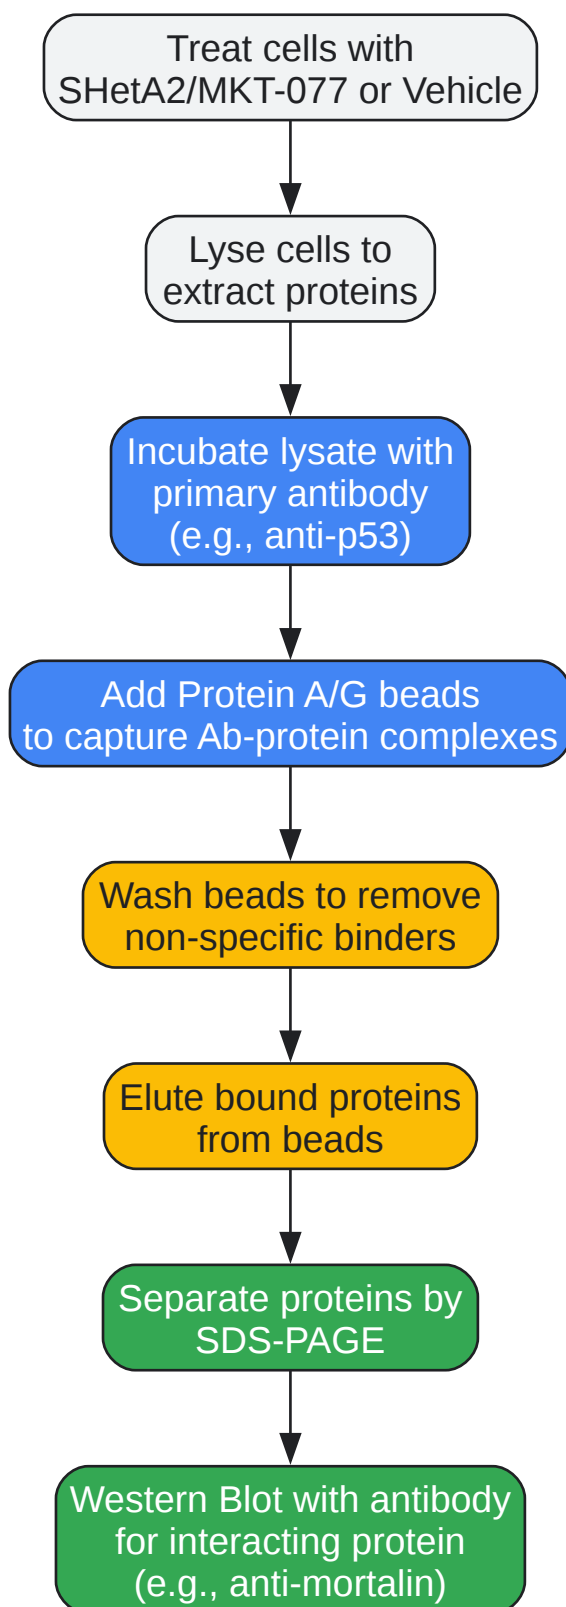 Treat cells with
SHetA2/MKT-077 or Vehicle
Lyse cells to
extract proteins
Incubate lysate with
primary antibody
(e.g., anti-p53)
Add Protein A/G beads
to capture Ab-protein complexes
Wash beads to remove
non-specific binders
Elute bound proteins
from beads
Separate proteins by
SDS-PAGE
Western Blot with antibody
for interacting protein
(e.g., anti-mortalin)